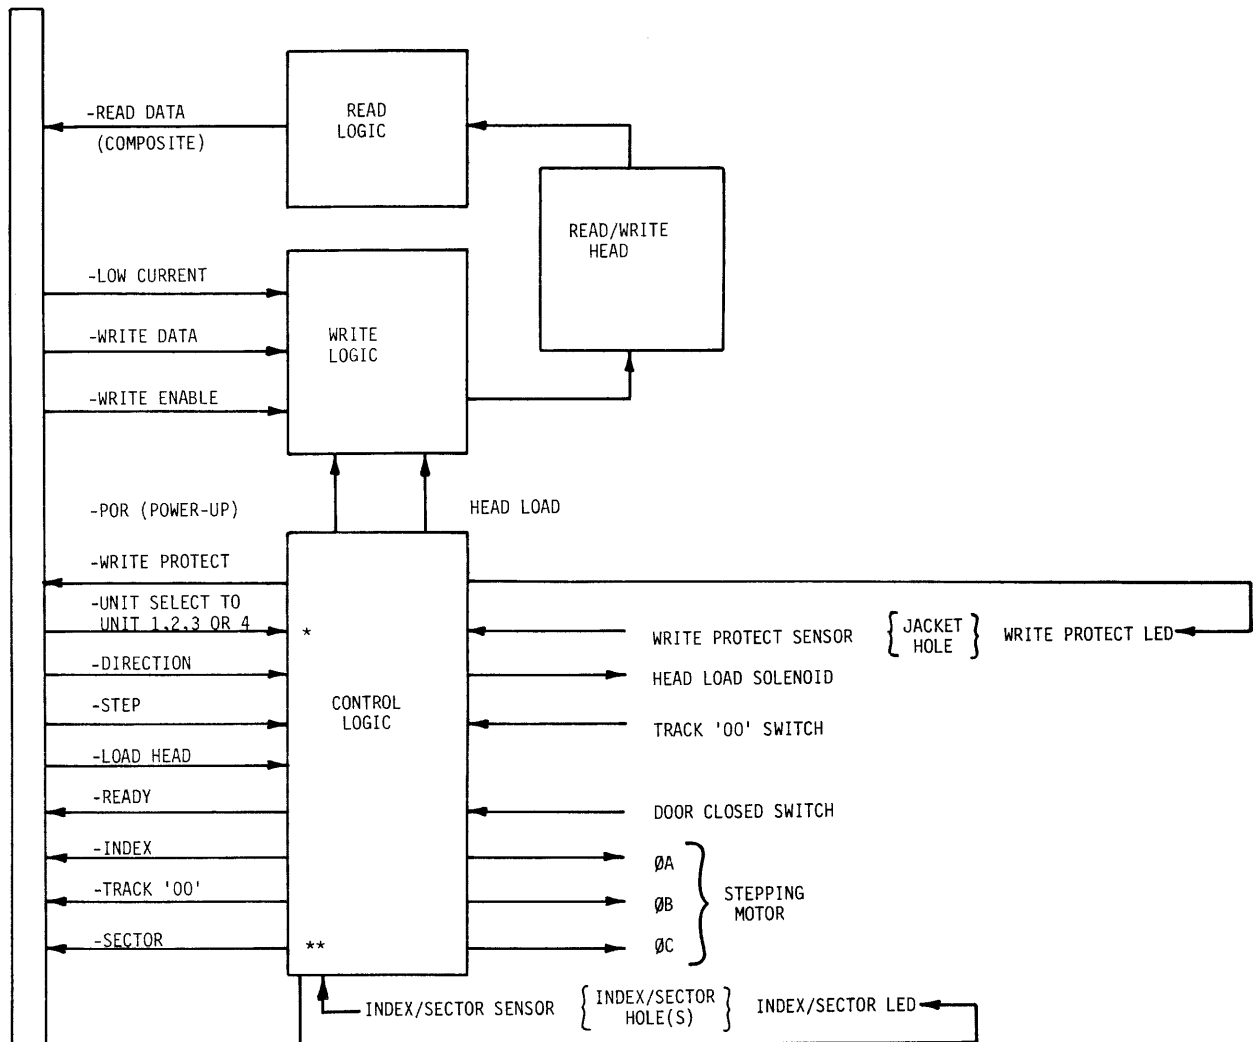 -READ DATA
(COMPOSITE)
READ
LOGIC
READ/WRITE
HEAD
-LOW CURRENT
-WRITE DATA
-WRITE ENABLE
WRITE
LOGIC
-POR (POWER-UP)
HEAD LOAD
-WRITE PROTECT
-UNIT SELECT TO
UNIT 1,2,3 OR 4
*
-DIRECTION
-STEP
-LOAD HEAD
-READY
-INDEX
-TRACK '00'
-SECTOR
**
CONTROL
LOGIC
WRITE PROTECT SENSOR { JACKET HOLE } WRITE PROTECT LED
HEAD LOAD SOLENOID
TRACK '00' SWITCH
DOOR CLOSED SWITCH
ØA
ØB
ØC
STEPPING
MOTOR
INDEX/SECTOR SENSOR { INDEX/SECTOR HOLE(S) } INDEX/SECTOR LED